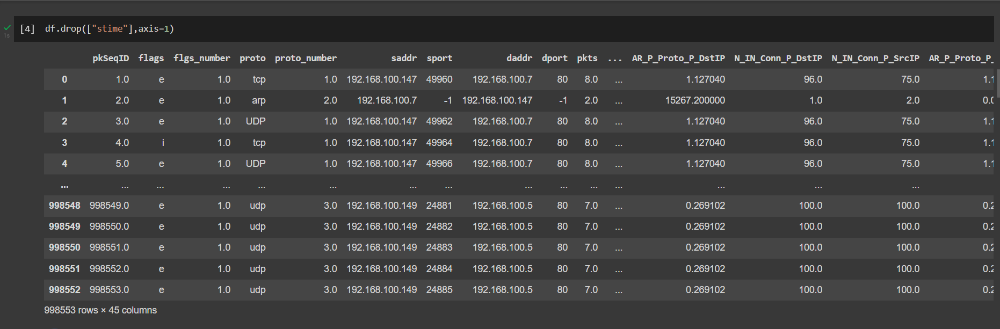 [4] df.drop(["stime"],axis=1)
1s
pkSeqID flags flgs_number proto proto_number saddr sport daddr dport pkts ... AR_P_Proto_P_DstIP N_IN_Conn_P_DstIP N_IN_Conn_P_SrcIP AR_P_Proto_P_
0 1.0 e 1.0 tcp 1.0 192.168.100.147 49960 192.168.100.7 80 8.0 ... 1.127040 96.0 75.0 1.1
1 2.0 e 1.0 arp 2.0 192.168.100.7 -1 192.168.100.147 -1 2.0 ... 15267.200000 1.0 2.0 0.0
2 3.0 e 1.0 UDP 1.0 192.168.100.147 49962 192.168.100.7 80 8.0 ... 1.127040 96.0 75.0 1.1
3 4.0 i 1.0 tcp 1.0 192.168.100.147 49964 192.168.100.7 80 8.0 ... 1.127040 96.0 75.0 1.1
4 5.0 e 1.0 UDP 1.0 192.168.100.147 49966 192.168.100.7 80 8.0 ... 1.127040 96.0 75.0 1.1
... ... ... ... ... ... ... ... ... ... ... ... ... ... ...
998548 998549.0 e 1.0 udp 3.0 192.168.100.149 24881 192.168.100.5 80 7.0 ... 0.269102 100.0 100.0 0.2
998549 998550.0 e 1.0 udp 3.0 192.168.100.149 24882 192.168.100.5 80 7.0 ... 0.269102 100.0 100.0 0.2
998550 998551.0 e 1.0 udp 3.0 192.168.100.149 24883 192.168.100.5 80 7.0 ... 0.269102 100.0 100.0 0.2
998551 998552.0 e 1.0 udp 3.0 192.168.100.149 24884 192.168.100.5 80 7.0 ... 0.269102 100.0 100.0 0.2
998552 998553.0 e 1.0 udp 3.0 192.168.100.149 24885 192.168.100.5 80 7.0 ... 0.269102 100.0 100.0 0.2
998553 rows × 45 columns